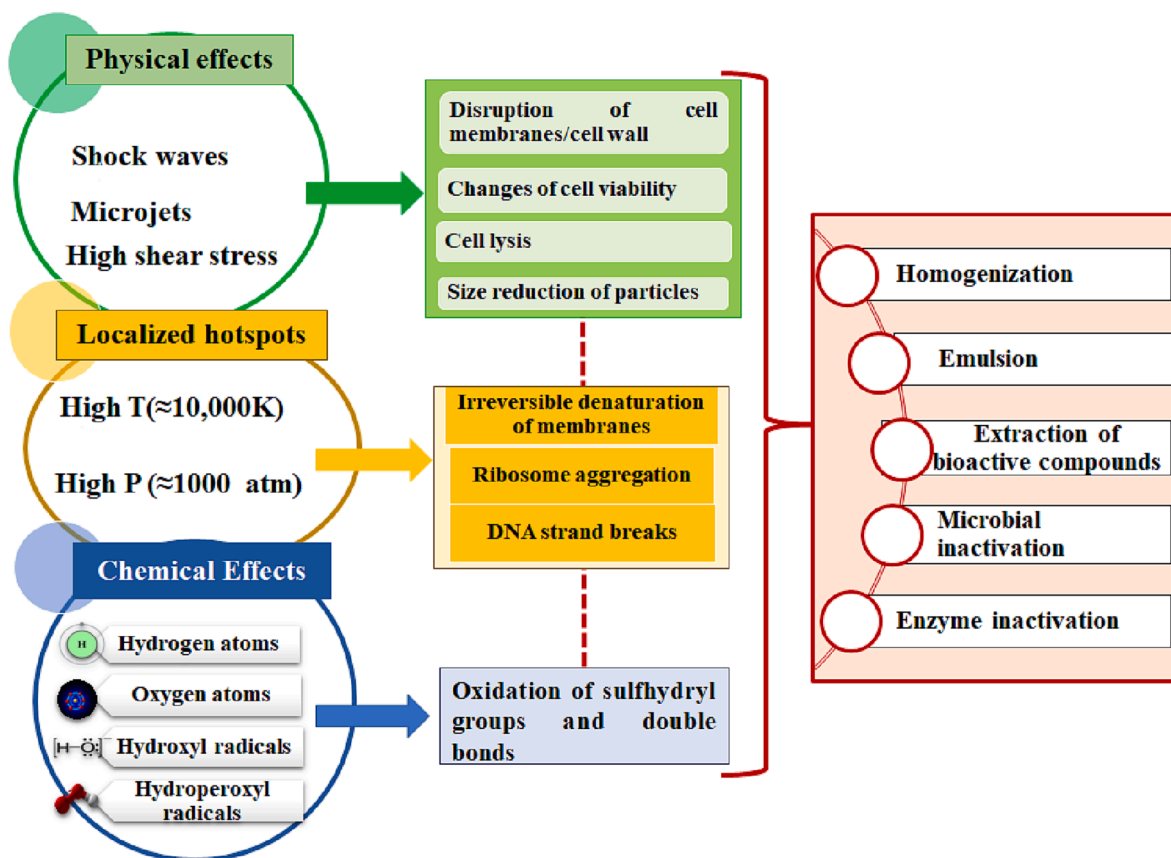 Physical effects
Shock waves
Microjets
High shear stress
Disruption of cell
membranes/cell wall
Changes of cell viability
Cell lysis
Size reduction of particles
Localized hotspots
High T(≈10,000K)
High P (≈1000 atm)
Irreversible denaturation
of membranes
Ribosome aggregation
DNA strand breaks
Chemical Effects
H
Hydrogen atoms
Oxygen atoms
[H–Ö:]⁻
Hydroxyl radicals
Hydroperoxyl
radicals
Oxidation of sulfhydryl
groups and double
bonds
Homogenization
Emulsion
Extraction of
bioactive compounds
Microbial
inactivation
Enzyme inactivation